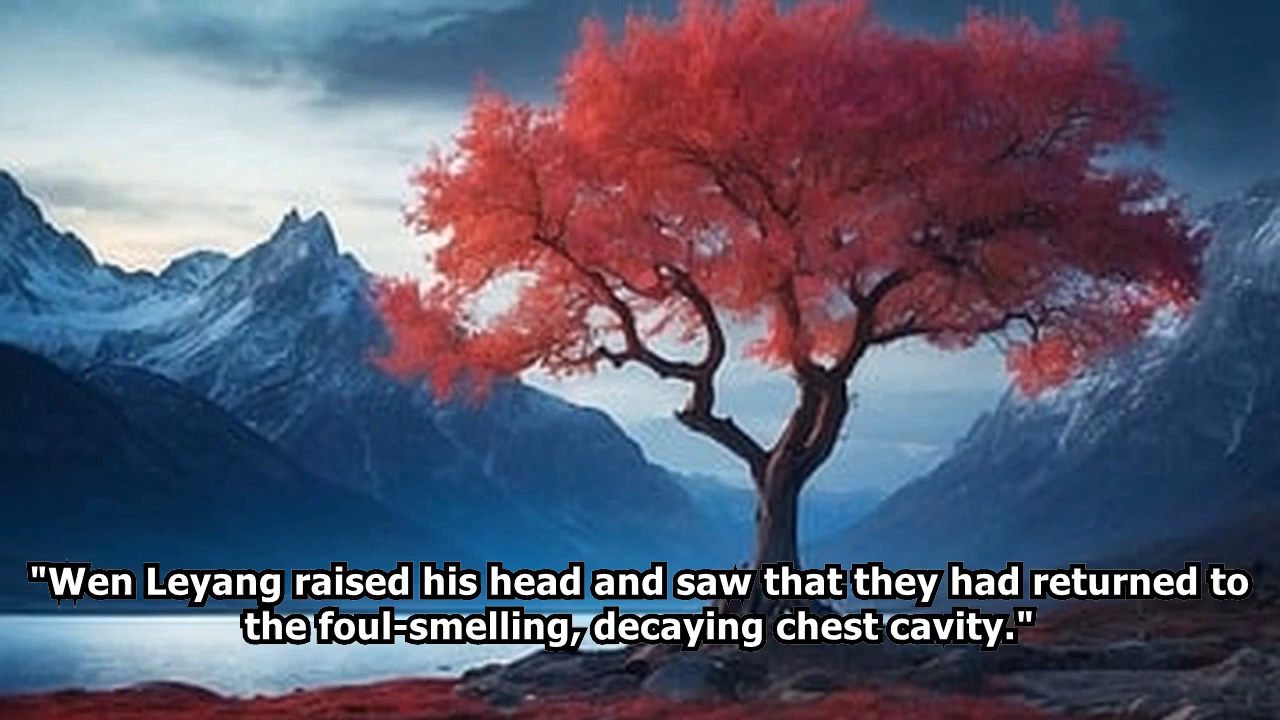 "Wen Leyang raised his head and saw that they had returned to
the foul-smelling, decaying chest cavity."